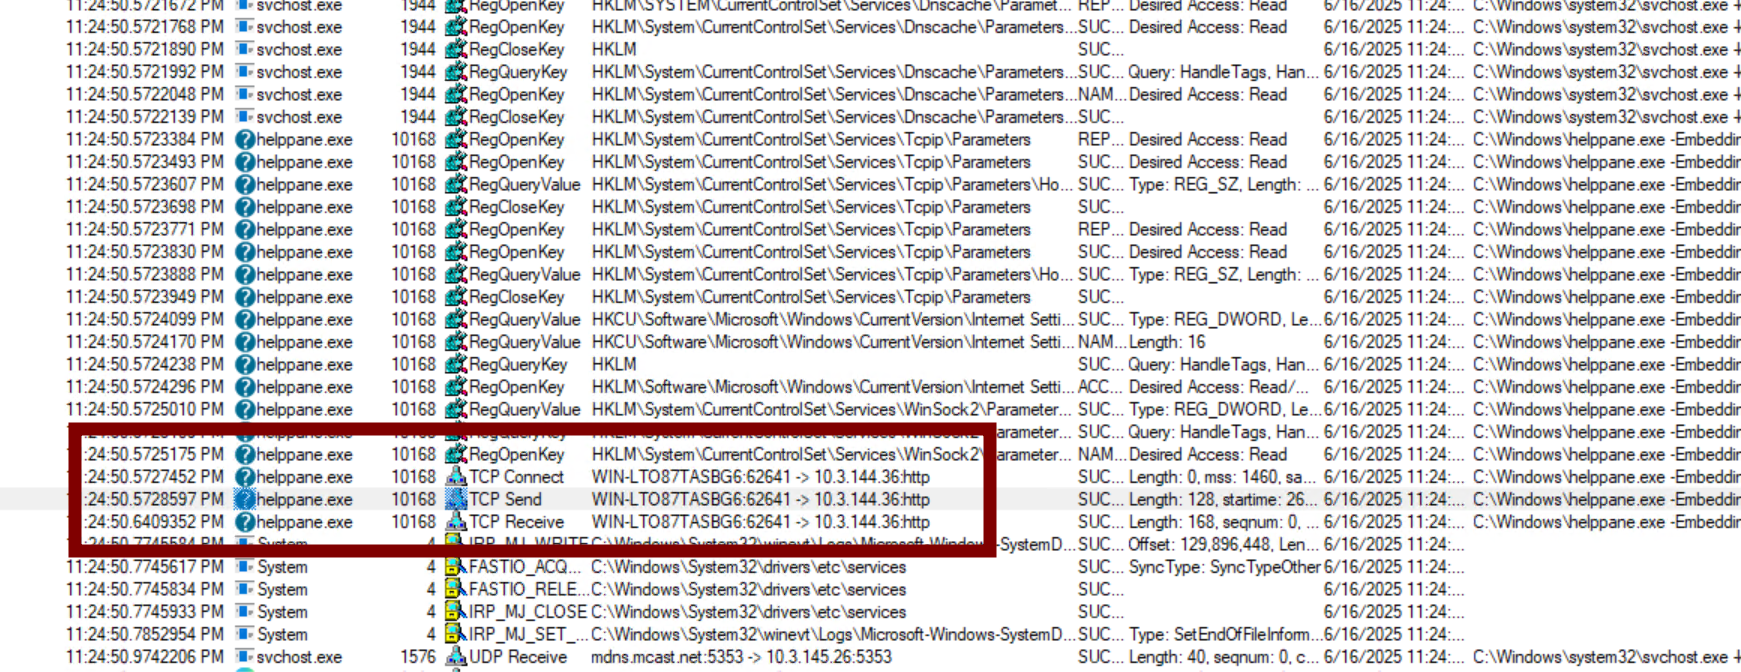 11:24:50.5721672 PM svchost.exe 1944 RegOpenKey HKLM\SYSTEM\CurrentControlSet\Services\Dnscache\Paramet... REP... Desired Access: Read 6/16/2025 11:24:... C:\Windows\system32\svchost.exe
11:24:50.5721768 PM svchost.exe 1944 RegOpenKey HKLM\System\CurrentControlSet\Services\Dnscache\Parameters... SUC... Desired Access: Read 6/16/2025 11:24:... C:\Windows\system32\svchost.exe
11:24:50.5721890 PM svchost.exe 1944 RegCloseKey HKLM SUC... 6/16/2025 11:24:... C:\Windows\system32\svchost.exe
11:24:50.5721992 PM svchost.exe 1944 RegQueryKey HKLM\System\CurrentControlSet\Services\Dnscache\Parameters... SUC... Query: HandleTags, Han... 6/16/2025 11:24:... C:\Windows\system32\svchost.exe
11:24:50.5722048 PM svchost.exe 1944 RegOpenKey HKLM\System\CurrentControlSet\Services\Dnscache\Parameters... NAM... Desired Access: Read 6/16/2025 11:24:... C:\Windows\system32\svchost.exe
11:24:50.5722139 PM svchost.exe 1944 RegCloseKey HKLM\System\CurrentControlSet\Services\Dnscache\Parameters... SUC... 6/16/2025 11:24:... C:\Windows\system32\svchost.exe
11:24:50.5723384 PM helppane.exe 10168 RegOpenKey HKLM\System\CurrentControlSet\Services\Tcpip\Parameters REP... Desired Access: Read 6/16/2025 11:24:... C:\Windows\helppane.exe -Embeddin
11:24:50.5723493 PM helppane.exe 10168 RegOpenKey HKLM\System\CurrentControlSet\Services\Tcpip\Parameters SUC... Desired Access: Read 6/16/2025 11:24:... C:\Windows\helppane.exe -Embeddin
11:24:50.5723607 PM helppane.exe 10168 RegQueryValue HKLM\System\CurrentControlSet\Services\Tcpip\Parameters\Ho... SUC... Type: REG_SZ, Length: ... 6/16/2025 11:24:... C:\Windows\helppane.exe -Embeddin
11:24:50.5723698 PM helppane.exe 10168 RegCloseKey HKLM\System\CurrentControlSet\Services\Tcpip\Parameters SUC... 6/16/2025 11:24:... C:\Windows\helppane.exe -Embeddin
11:24:50.5723771 PM helppane.exe 10168 RegOpenKey HKLM\System\CurrentControlSet\Services\Tcpip\Parameters REP... Desired Access: Read 6/16/2025 11:24:... C:\Windows\helppane.exe -Embeddin
11:24:50.5723830 PM helppane.exe 10168 RegOpenKey HKLM\System\CurrentControlSet\Services\Tcpip\Parameters SUC... Desired Access: Read 6/16/2025 11:24:... C:\Windows\helppane.exe -Embeddin
11:24:50.5723888 PM helppane.exe 10168 RegQueryValue HKLM\System\CurrentControlSet\Services\Tcpip\Parameters\Ho... SUC... Type: REG_SZ, Length: ... 6/16/2025 11:24:... C:\Windows\helppane.exe -Embeddin
11:24:50.5723949 PM helppane.exe 10168 RegCloseKey HKLM\System\CurrentControlSet\Services\Tcpip\Parameters SUC... 6/16/2025 11:24:... C:\Windows\helppane.exe -Embeddin
11:24:50.5724099 PM helppane.exe 10168 RegQueryValue HKCU\Software\Microsoft\Windows\CurrentVersion\Internet Setti... SUC... Type: REG_DWORD, Le... 6/16/2025 11:24:... C:\Windows\helppane.exe -Embeddin
11:24:50.5724170 PM helppane.exe 10168 RegQueryValue HKCU\Software\Microsoft\Windows\CurrentVersion\Internet Setti... NAM... Length: 16 6/16/2025 11:24:... C:\Windows\helppane.exe -Embeddin
11:24:50.5724238 PM helppane.exe 10168 RegQueryKey HKLM SUC... Query: HandleTags, Han... 6/16/2025 11:24:... C:\Windows\helppane.exe -Embeddin
11:24:50.5724296 PM helppane.exe 10168 RegOpenKey HKLM\Software\Microsoft\Windows\CurrentVersion\Internet Setti... ACC... Desired Access: Read/... 6/16/2025 11:24:... C:\Windows\helppane.exe -Embeddin
11:24:50.5725010 PM helppane.exe 10168 RegQueryValue HKLM\System\CurrentControlSet\Services\WinSock2\Parameter... SUC... Type: REG_DWORD, Le... 6/16/2025 11:24:... C:\Windows\helppane.exe -Embeddin
helppane.exe 10168 RegQueryKey HKLM\System\CurrentControlSet\Services\WinSock2 arameter... SUC... Query: HandleTags, Han... 6/16/2025 11:24:... C:\Windows\helppane.exe -Embeddin
:24:50.5725175 PM helppane.exe 10168 RegOpenKey HKLM\System\CurrentControlSet\Services\WinSock2\ arameter... NAM... Desired Access: Read 6/16/2025 11:24:... C:\Windows\helppane.exe -Embeddin
:24:50.5727452 PM helppane.exe 10168 TCP Connect WIN-LTO87TASBG6:62641 -> 10.3.144.36:http SUC... Length: 0, mss: 1460, sa... 6/16/2025 11:24:... C:\Windows\helppane.exe -Embeddin
:24:50.5728597 PM helppane.exe 10168 TCP Send WIN-LTO87TASBG6:62641 -> 10.3.144.36:http SUC... Length: 128, startime: 26... 6/16/2025 11:24:... C:\Windows\helppane.exe -Embeddin
:24:50.6409352 PM helppane.exe 10168 TCP Receive WIN-LTO87TASBG6:62641 -> 10.3.144.36:http SUC... Length: 168, seqnum: 0, ... 6/16/2025 11:24:... C:\Windows\helppane.exe -Embeddin
:24:50.7745584 PM System 4 IRP_MJ_WRITE C:\Windows\System32\winevt\Logs\Microsoft-Windows-SystemD... SUC... Offset: 129,896,448, Len... 6/16/2025 11:24:...
11:24:50.7745617 PM System 4 FASTIO_ACQ... C:\Windows\System32\drivers\etc\services SUC... SyncType: SyncTypeOther 6/16/2025 11:24:...
11:24:50.7745834 PM System 4 FASTIO_RELE... C:\Windows\System32\drivers\etc\services SUC... 6/16/2025 11:24:...
11:24:50.7745933 PM System 4 IRP_MJ_CLOSE C:\Windows\System32\drivers\etc\services SUC... 6/16/2025 11:24:...
11:24:50.7852954 PM System 4 IRP_MJ_SET_... C:\Windows\System32\winevt\Logs\Microsoft-Windows-SystemD... SUC... Type: SetEndOfFileInform... 6/16/2025 11:24:...
11:24:50.9742206 PM svchost.exe 1576 UDP Receive mdns.mcast.net:5353 -> 10.3.145.26:5353 SUC... Length: 40, seqnum: 0, c... 6/16/2025 11:24:... C:\Windows\system32\svchost.exe